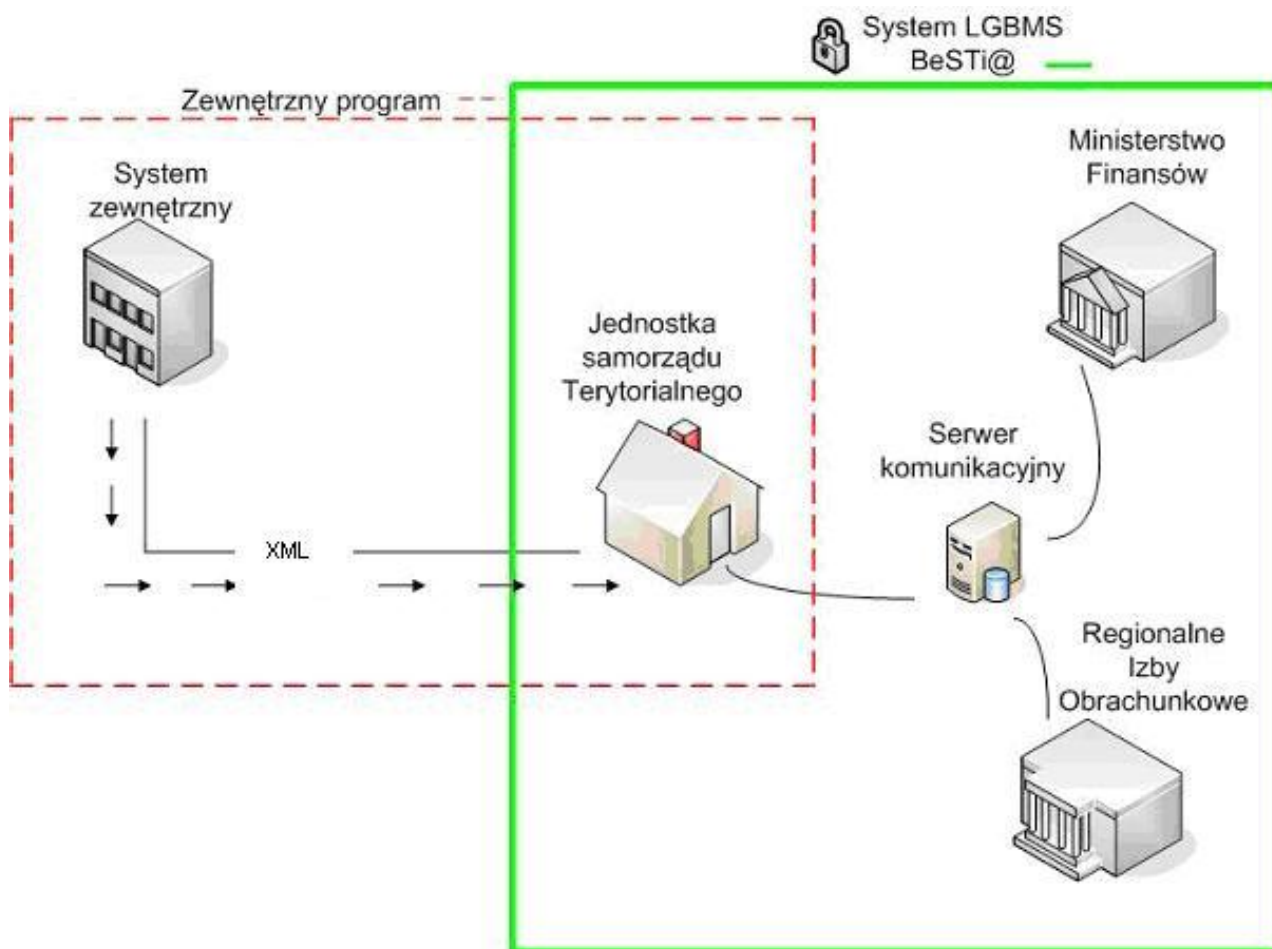 System LGBMS
BeSTi@
Zewnętrzny program
Ministerstwo
Finansów
System
zewnętrzny
Jednostka
samorządu
Terytorialnego
Serwer
komunikacyjny
XML
Regionalne
Izby
Obrachunkowe